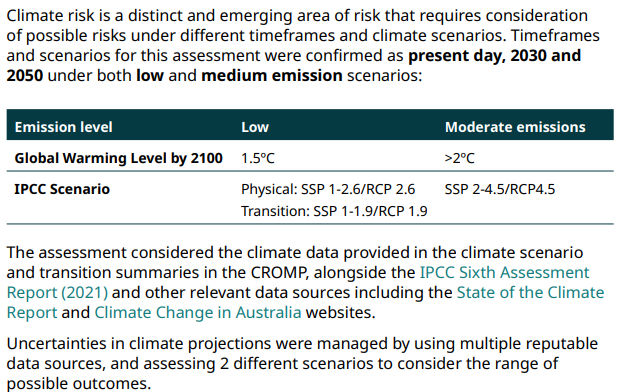 Climate risk is a distinct and emerging area of risk that requires consideration
of possible risks under different timeframes and climate scenarios. Timeframes
and scenarios for this assessment were confirmed as present day, 2030 and
2050 under both low and medium emission scenarios:
Emission level Low Moderate emissions
Global Warming Level by 2100 1.5ºC >2ºC
IPCC Scenario Physical: SSP 1-2.6/RCP 2.6 SSP 2-4.5/RCP4.5
Transition: SSP 1-1.9/RCP 1.9
The assessment considered the climate data provided in the climate scenario
and transition summaries in the CROMP, alongside the IPCC Sixth Assessment
Report (2021) and other relevant data sources including the State of the Climate
Report and Climate Change in Australia websites.
Uncertainties in climate projections were managed by using multiple reputable
data sources, and assessing 2 different scenarios to consider the range of
possible outcomes.